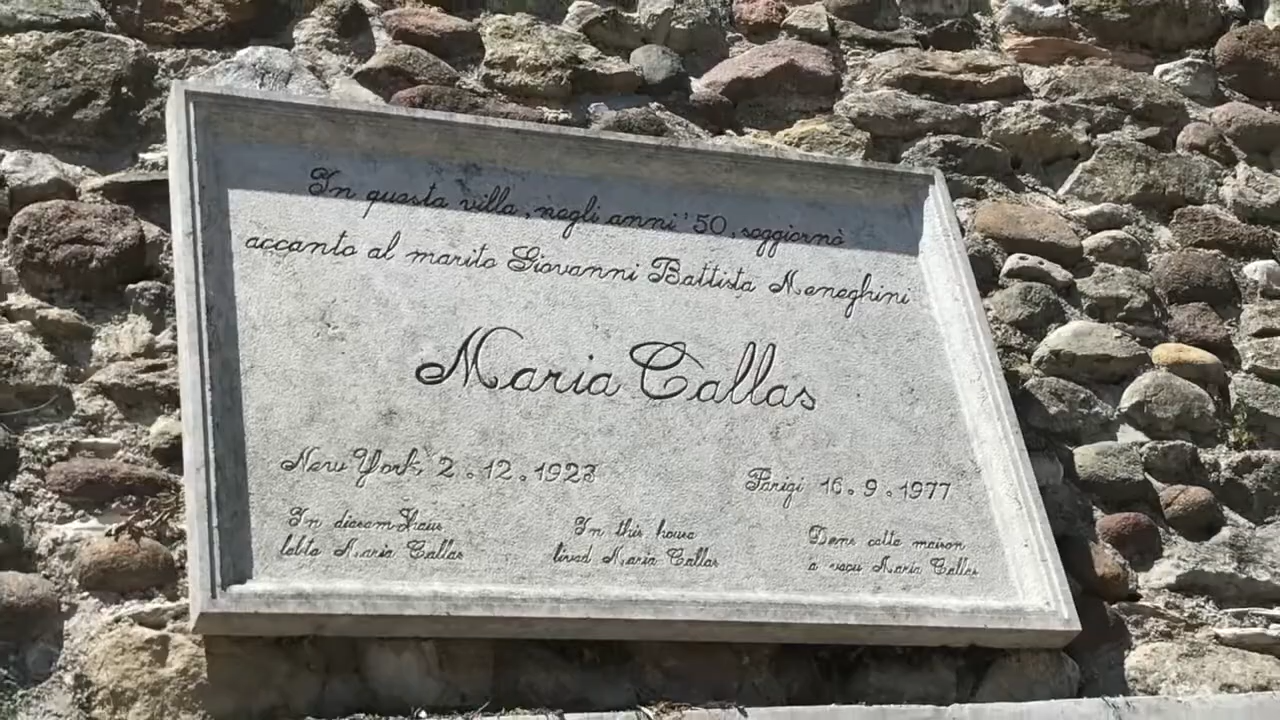 In questa villa, negli anni '50, soggiornò
accanto al marito Giovanni Battista Meneghini
Maria Callas
New York 2.12.1923
Parigi 16.9.1977
In diesem Haus
lebte Maria Callas
In this house
lived Maria Callas
Dans cette maison
a veçu Maria Callas